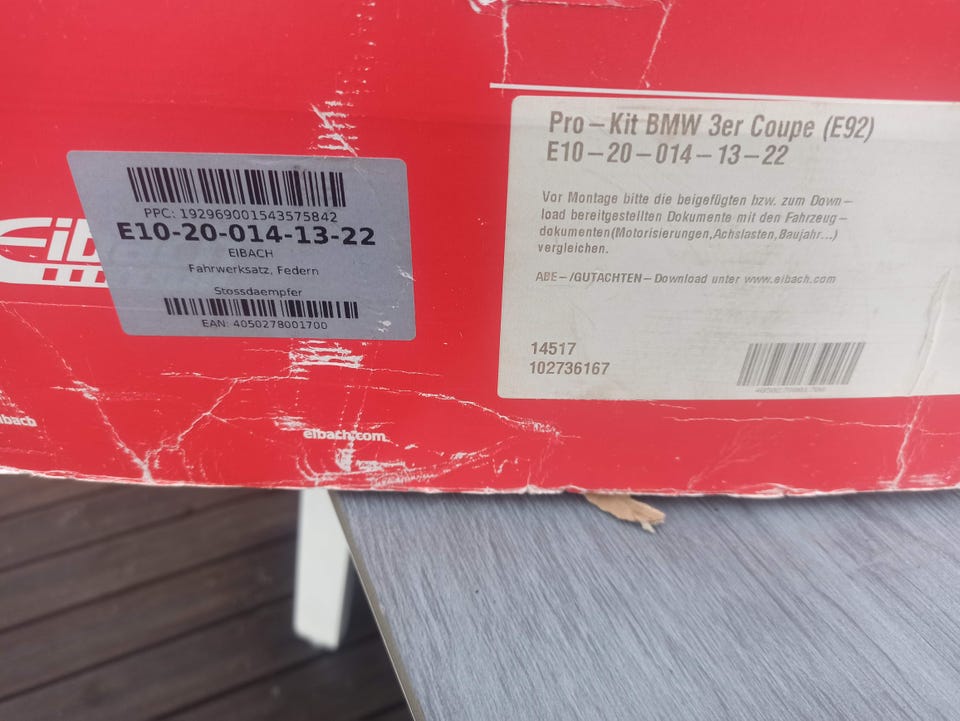 PPC: 192969001543575842
E10-20-014-13-22
EIBACH
Fahrwerksatz, Federn
Stossdaempfer
EAN: 4050278001700
Pro-Kit BMW 3er Coupe (E92)
E10-20-014-13-22
Vor Montage bitte die beigefügten bzw. zum Down-
load bereitgestellten Dokumente mit den Fahrzeug-
dokumenten(Motorisierungen,Achslasten,Baujahr...)
vergleichen.
ABE-/GUTACHTEN-Download unter www.eibach.com
14517
102736167
eibach.com